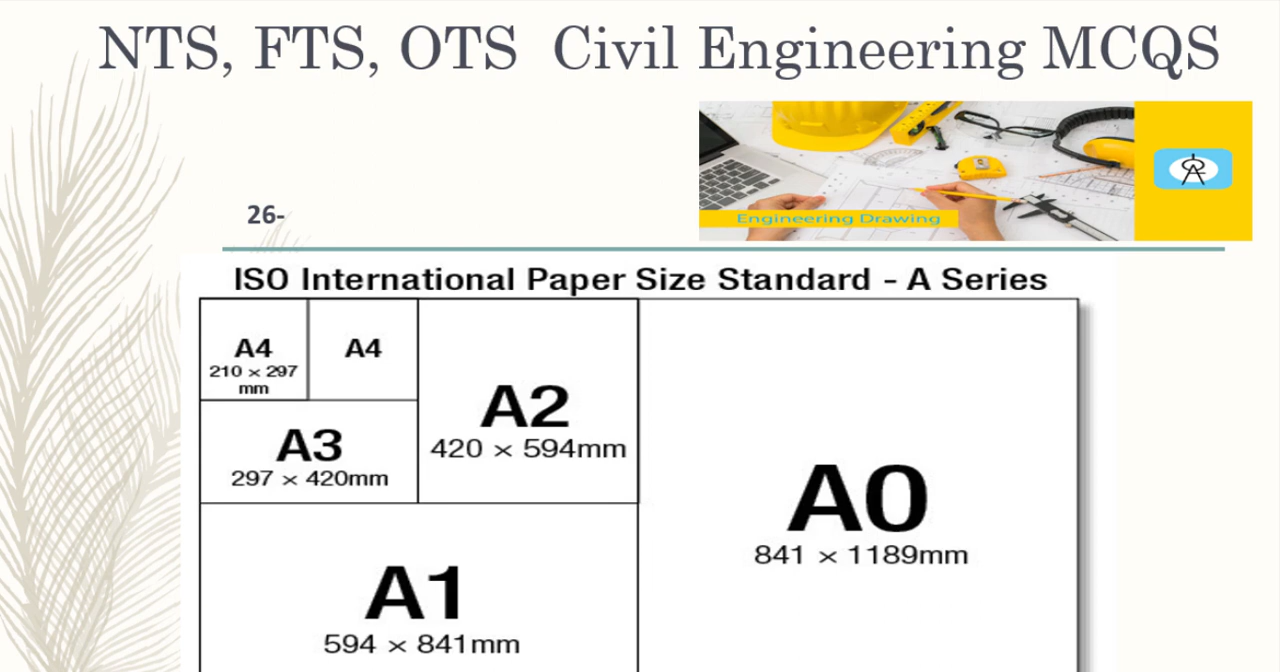 NTS, FTS, OTS Civil Engineering MCQS
Engineering Drawing
26-
ISO International Paper Size Standard - A Series
A4
210 × 297
mm
A4
A3
297 × 420mm
A2
420 × 594mm
A1
594 × 841mm
A0
841 × 1189mm